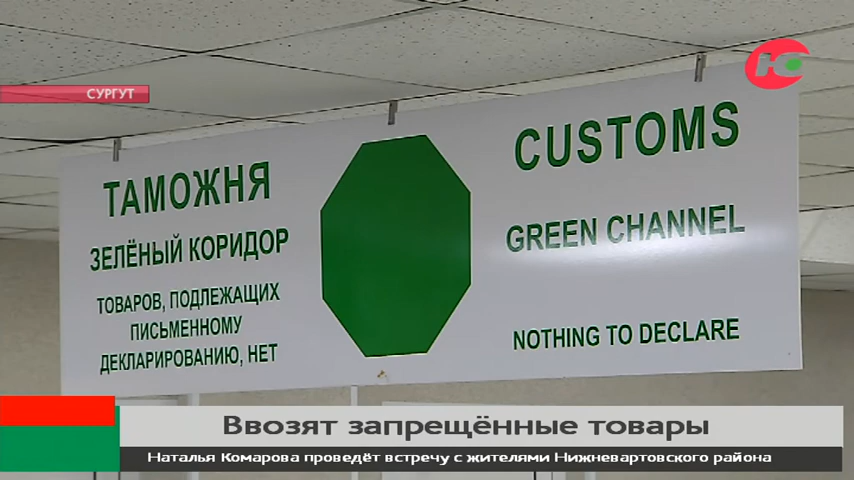 СУРГУТ
Ю
ТАМОЖНЯ
ЗЕЛЁНЫЙ КОРИДОР
ТОВАРОВ, ПОДЛЕЖАЩИХ
ПИСЬМЕННОМУ
ДЕКЛАРИРОВАНИЮ, НЕТ
CUSTOMS
GREEN CHANNEL
NOTHING TO DECLARE
Ввозят запрещённые товары
Наталья Комарова проведёт встречу с жителями Нижневартовского района